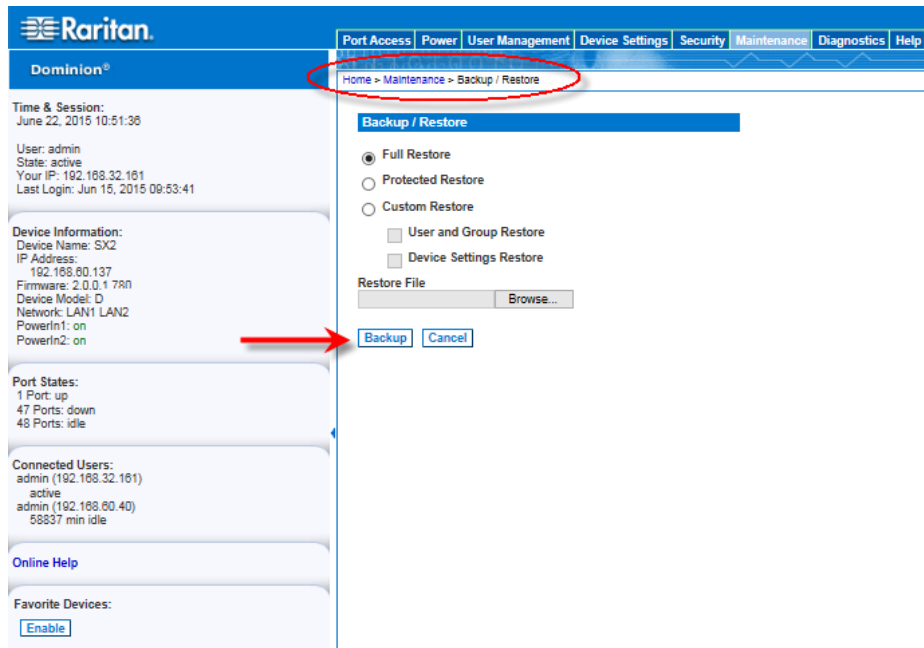 Raritan.
Dominion®
Port Access Power User Management Device Settings Security Maintenance Diagnostics Help
Home > Maintenance > Backup / Restore
Time & Session:
June 22, 2015 10:51:36
User: admin
State: active
Your IP: 192.168.32.161
Last Login: Jun 15, 2015 09:53:41
Device Information:
Device Name: SX2
IP Address:
192.168.60.137
Firmware: 2.0.0.1.780
Device Model: D
Network: LAN1 LAN2
PowerIn1: on
PowerIn2: on
Port States:
1 Port: up
47 Ports: down
48 Ports: idle
Connected Users:
admin (192.168.32.161)
active
admin (192.168.60.40)
58837 min idle
Online Help
Favorite Devices:
Enable
Backup / Restore
Full Restore
Protected Restore
Custom Restore
User and Group Restore
Device Settings Restore
Restore File
Browse...
Backup Cancel